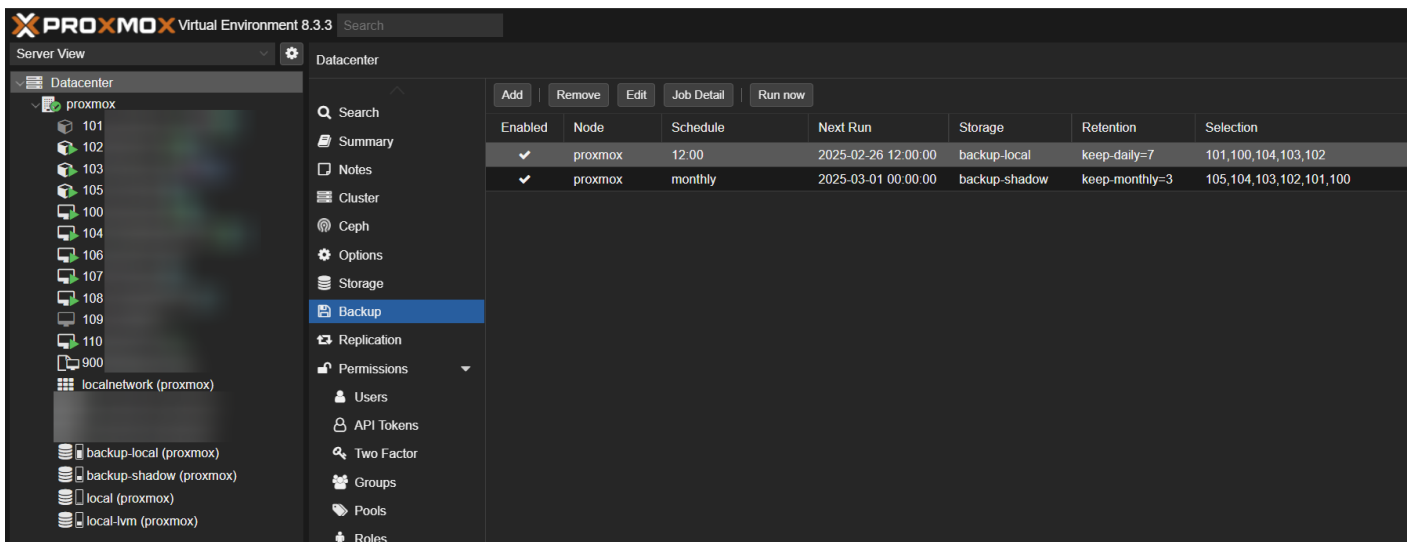 PROXMOX Virtual Environment 8.3.3 Search
Server View
Datacenter
proxmox
101
102
103
105
100
104
106
107
108
109
110
900
localnetwork (proxmox)
backup-local (proxmox)
backup-shadow (proxmox)
local (proxmox)
local-lvm (proxmox)
Datacenter
Search
Summary
Notes
Cluster
Ceph
Options
Storage
Backup
Replication
Permissions
Users
API Tokens
Two Factor
Groups
Pools
Roles
Add Remove Edit Job Detail Run now
Enabled Node Schedule Next Run Storage Retention Selection
proxmox 12:00 2025-02-26 12:00:00 backup-local keep-daily=7 101,100,104,103,102
proxmox monthly 2025-03-01 00:00:00 backup-shadow keep-monthly=3 105,104,103,102,101,100